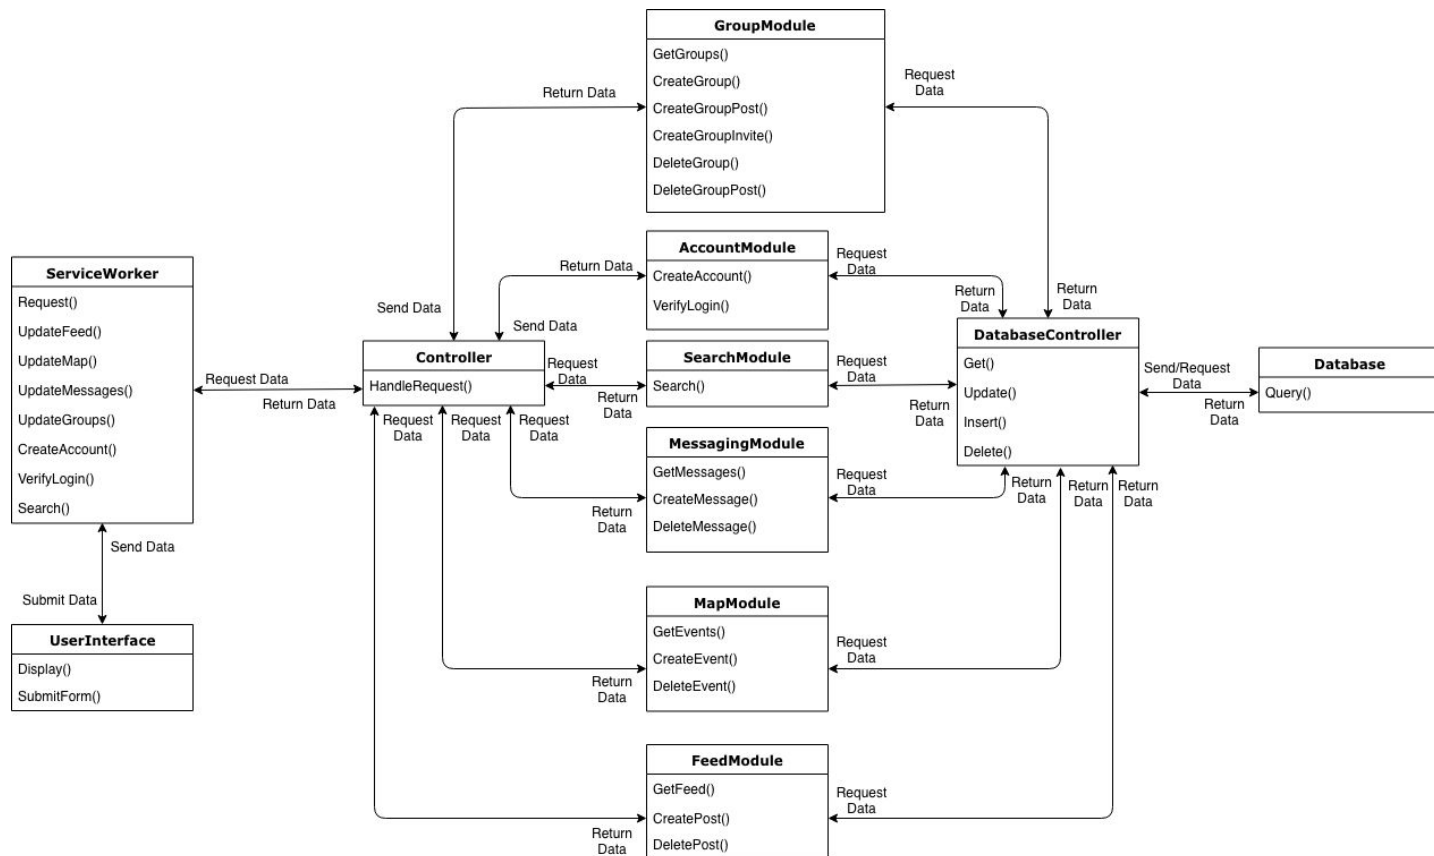 GroupModule
GetGroups()
CreateGroup()
CreateGroupPost()
CreateGroupInvite()
DeleteGroup()
DeleteGroupPost()
Return Data
Request
Data
Send Data
Return
Data
AccountModule
CreateAccount()
VerifyLogin()
Return Data
Request
Data
Send Data
Return
Data
ServiceWorker
Request()
UpdateFeed()
UpdateMap()
UpdateMessages()
UpdateGroups()
CreateAccount()
VerifyLogin()
Search()
Request Data
Return Data
Controller
HandleRequest()
Request
Data
Return
Data
SearchModule
Search()
Request
Data
Return
Data
DatabaseController
Get()
Update()
Insert()
Delete()
Send/Request
Data
Return
Data
Database
Query()
Request
Data
Request
Data
Request
Data
MessagingModule
GetMessages()
CreateMessage()
DeleteMessage()
Return
Data
Request
Data
Return
Data
Return
Data
Return
Data
Send Data
Submit Data
UserInterface
Display()
SubmitForm()
MapModule
GetEvents()
CreateEvent()
DeleteEvent()
Return
Data
Request
Data
FeedModule
GetFeed()
CreatePost()
DeletePost()
Return
Data
Request
Data